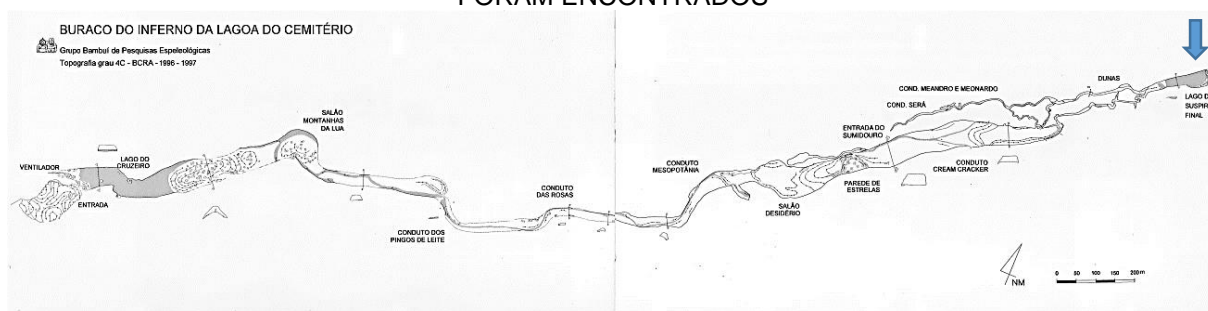 FORAM ENCONTRADOS
BURACO DO INFERNO DA LAGOA DO CEMITÉRIO
Grupo Bambuí de Pesquisas Espeleológicas
Topografia grau 4C - BCRA - 1996 - 1997
VENTILADOR
LAGO DO
CRUZEIRO
ENTRADA
SALÃO
MONTANHAS
DA LUA
CONDUTO DOS
PINGOS DE LEITE
CONDUTO
DAS ROSAS
CONDUTO
MESOPOTÂNIA
SALÃO
DESIDÉRIO
PAREDE DE
ESTRELAS
ENTRADA DO
SUMIDOURO
COND. SERÁ
COND. MEANDRO E MEONARDO
CONDUTO
CREAM CRACKER
DUNAS
LAGO D
SUSPIR
FINAL
NM
0 50 100 150 200m